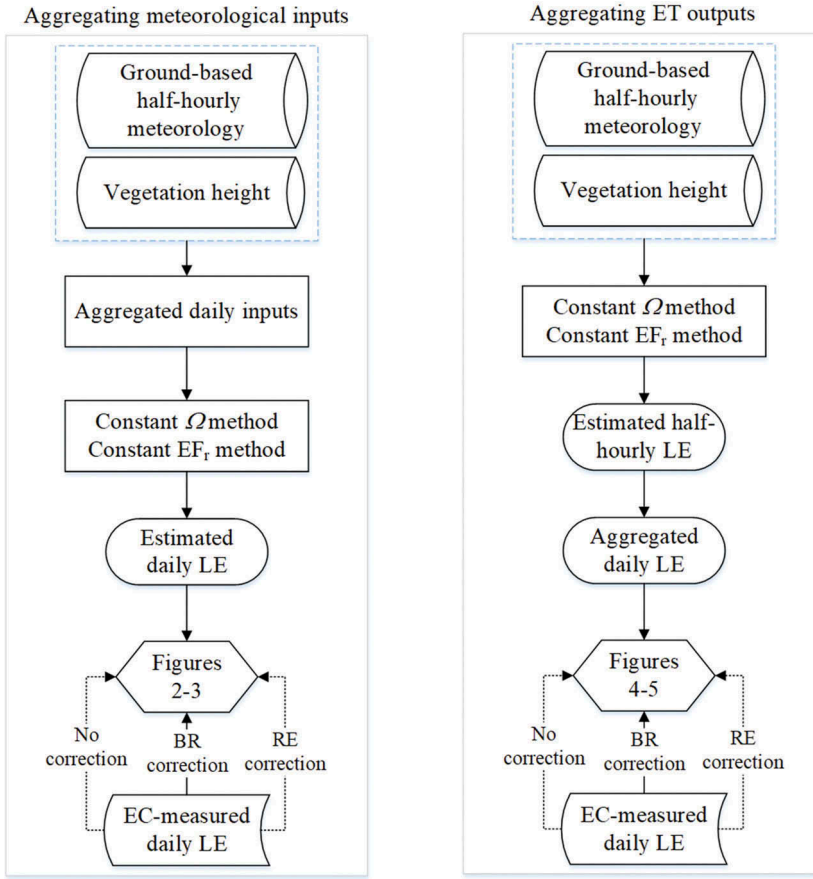 Aggregating meteorological inputs
Ground-based
half-hourly
meteorology
Vegetation height
Aggregated daily inputs
Constant Ω method
Constant EFr method
Estimated
daily LE
Figures
2-3
No
correction
BR
correction
RE
correction
EC-measured
daily LE
Aggregating ET outputs
Ground-based
half-hourly
meteorology
Vegetation height
Constant Ω method
Constant EFr method
Estimated half-
hourly LE
Aggregated
daily LE
Figures
4-5
No
correction
BR
correction
RE
correction
EC-measured
daily LE